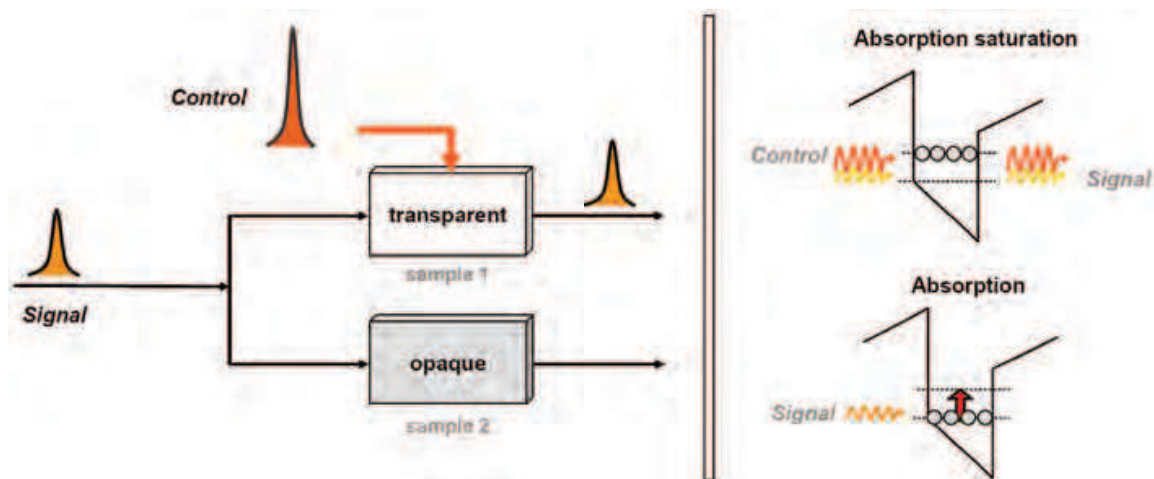 Control
Signal
transparent
sample 1
opaque
sample 2
Absorption saturation
Control
Signal
Absorption
Signal